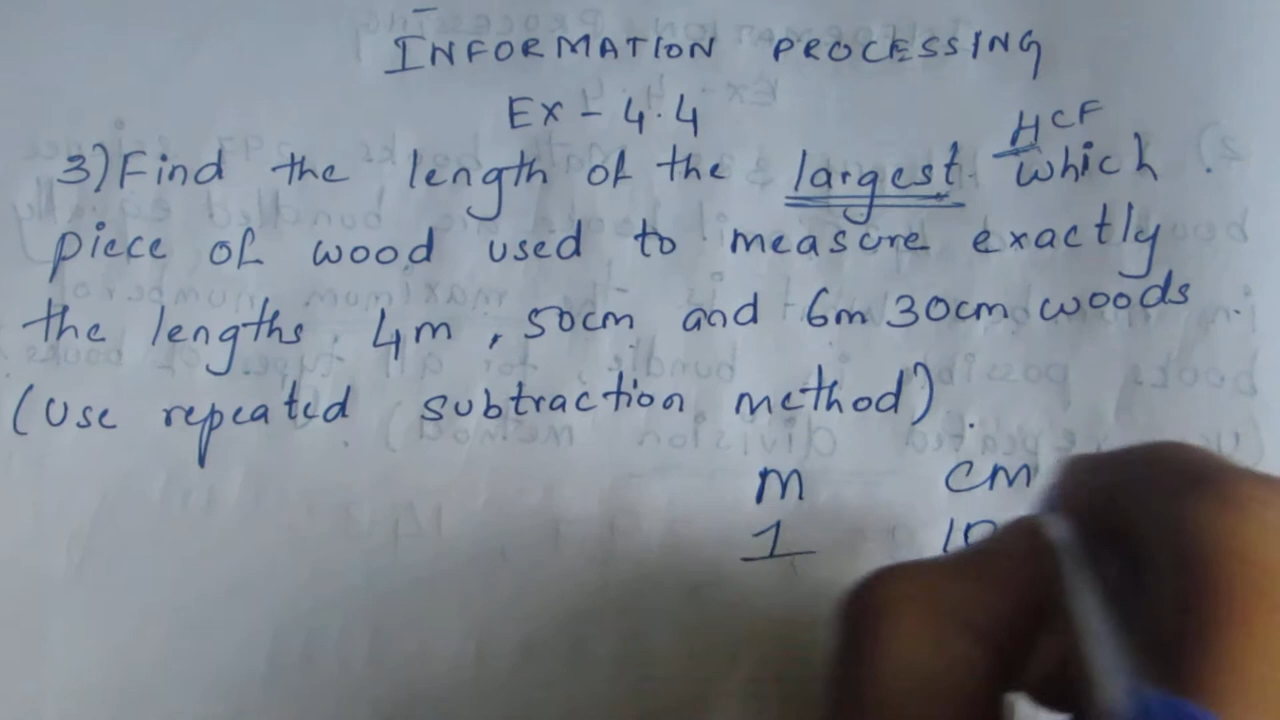 INFORMATION PROCESSING
Ex - 4.4
HCF
3) Find the length of the largest which
piece of wood used to measure exactly
the lengths 4m, 50cm and 6m 30cm woods.
(Use repeated subtraction method)
m cm
1 10